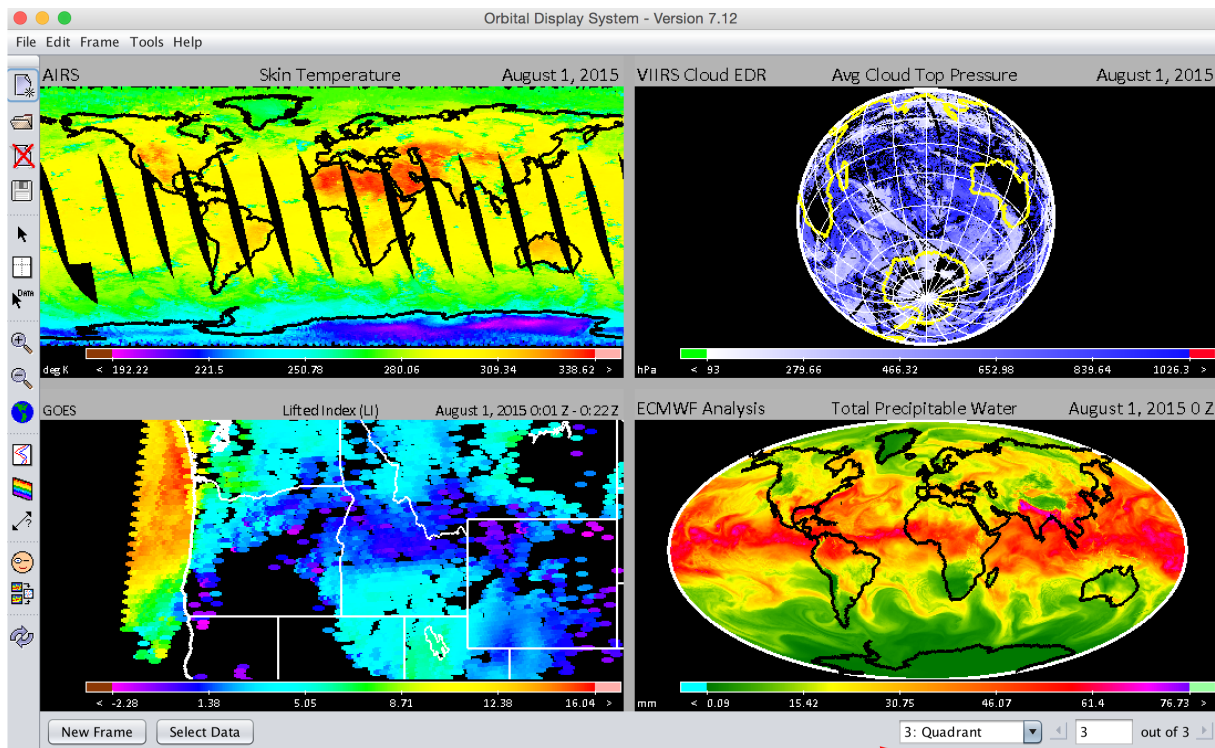 Orbital Display System - Version 7.12
File Edit Frame Tools Help
AIRS Skin Temperature August 1, 2015
deg K < 192.22 221.5 250.78 280.06 309.34 338.62 >
VIIRS Cloud EDR Avg Cloud Top Pressure August 1, 2015
hPa < 93 279.66 466.32 652.98 839.64 1026.3 >
DATA
GOES Lifted Index (LI) August 1, 2015 0:01 Z - 0:22 Z
< -2.28 1.38 5.05 8.71 12.38 16.04 >
ECMWF Analysis Total Precipitable Water August 1, 2015 0 Z
mm < 0.09 15.42 30.75 46.07 61.4 76.73 >
New Frame Select Data 3: Quadrant 3 out of 3